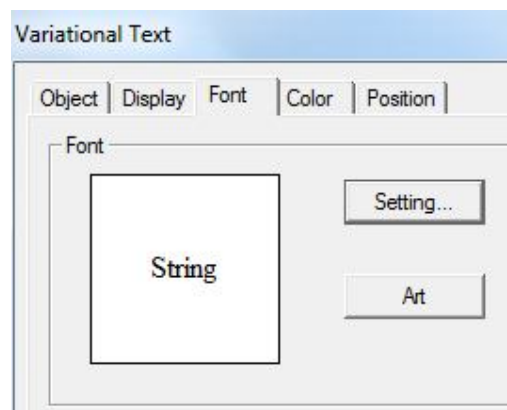 Variational Text
Object Display Font Color Position
Font
Setting...
String
Art